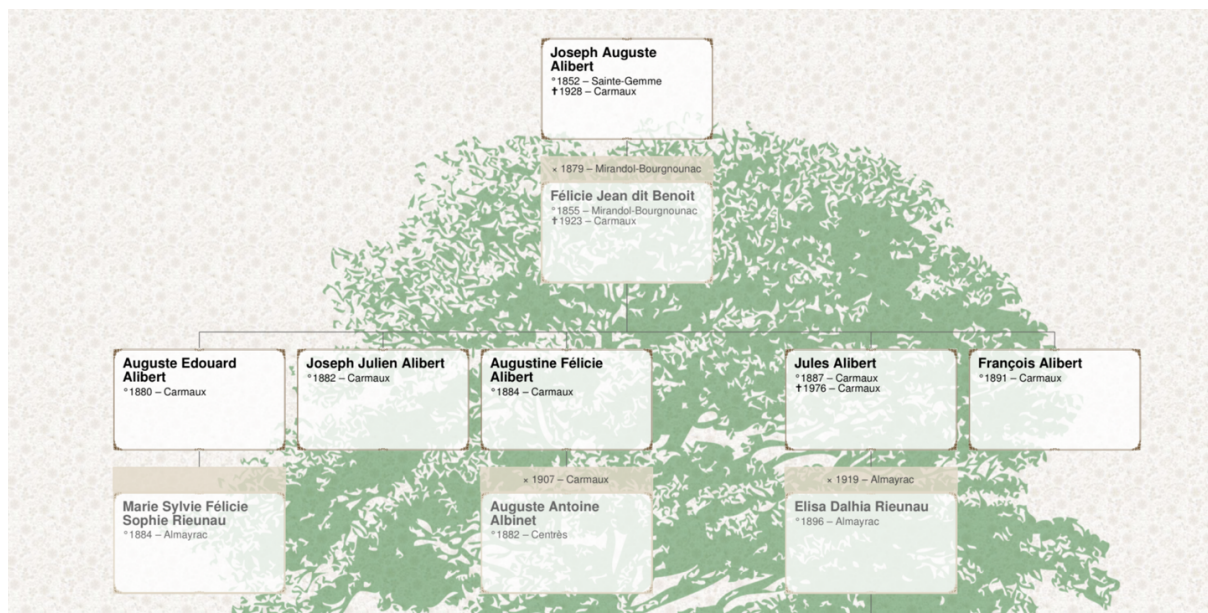 Joseph Auguste
Alibert
°1852 – Sainte-Gemme
✝1928 – Carmaux
× 1879 – Mirandol-Bourgnounac
Félicie Jean dit Benoit
°1855 – Mirandol-Bourgnounac
✝1923 – Carmaux
Auguste Edouard
Alibert
°1880 – Carmaux
Joseph Julien Alibert
°1882 – Carmaux
Augustine Félicie
Alibert
°1884 – Carmaux
Jules Alibert
°1887 – Carmaux
✝1976 – Carmaux
François Alibert
°1891 – Carmaux
Marie Sylvie Félicie
Sophie Rieunau
°1884 – Almayrac
× 1907 – Carmaux
Auguste Antoine
Albinet
°1882 – Centrès
× 1919 – Almayrac
Elisa Dalhia Rieunau
°1896 – Almayrac